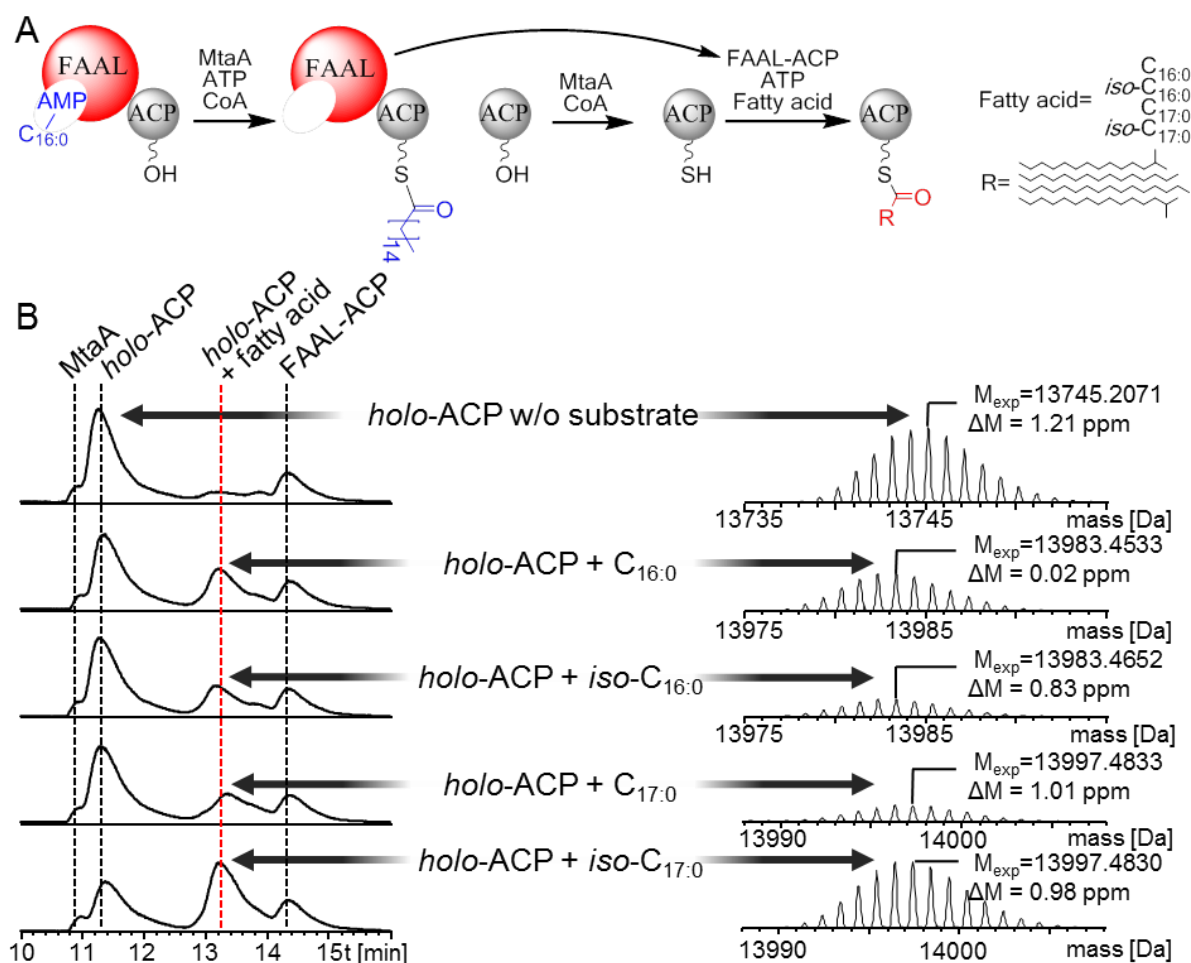 A
FAAL
AMP
C16:0
ACP
OH
MtaA
ATP
CoA
FAAL
ACP
S
O
14
ACP
OH
MtaA
CoA
ACP
SH
FAAL-ACP
ATP
Fatty acid
ACP
S
O
R
Fatty acid=
C16:0
iso-C16:0
C17:0
iso-C17:0
R=
B
MtaA
holo-ACP
holo-ACP
+ fatty acid
FAAL-ACP
holo-ACP w/o substrate
Mexp=13745.2071
ΔM = 1.21 ppm
13735 13745 mass [Da]
holo-ACP + C16:0
Mexp=13983.4533
ΔM = 0.02 ppm
13975 13985 mass [Da]
holo-ACP + iso-C16:0
Mexp=13983.4652
ΔM = 0.83 ppm
13975 13985 mass [Da]
holo-ACP + C17:0
Mexp=13997.4833
ΔM = 1.01 ppm
13990 14000 mass [Da]
holo-ACP + iso-C17:0
Mexp=13997.4830
ΔM = 0.98 ppm
13990 14000 mass [Da]
10 11 12 13 14 15 t [min]